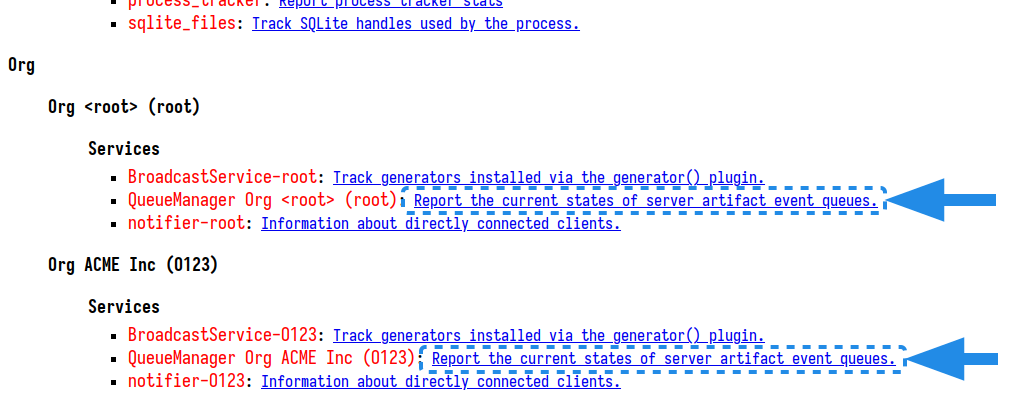 process_tracker: Report process tracker stats
sqlite_files: Track SQLite handles used by the process.
Org
Org <root> (root)
Services
BroadcastService-root: Track generators installed via the generator() plugin.
QueueManager Org <root> (root): Report the current states of server artifact event queues.
notifier-root: Information about directly connected clients.
Org ACME Inc (O123)
Services
BroadcastService-O123: Track generators installed via the generator() plugin.
QueueManager Org ACME Inc (O123): Report the current states of server artifact event queues.
notifier-O123: Information about directly connected clients.